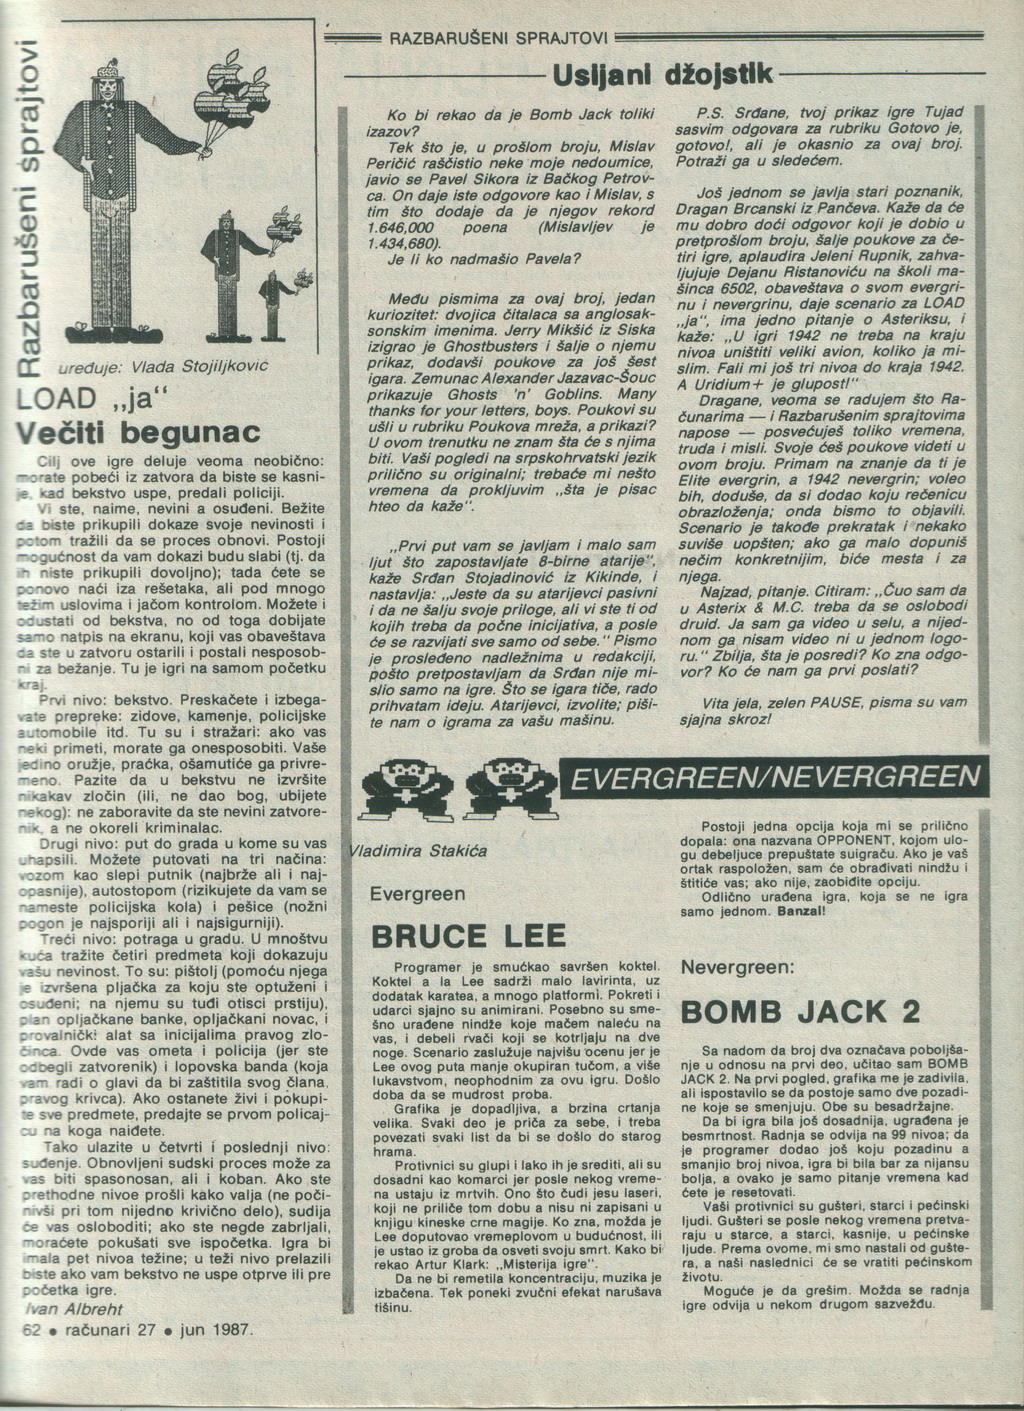 Razbarušeni sprajtovi
uređuje: Vlada Stojiljković
LOAD „ja“
Večiti begunac
Cilj ove igre deluje veoma neobično:
morate pobeći iz zatvora da biste se kasni-
je, kad bekstvo uspe, predali policiji.
Vi ste, naime, nevini a osuđeni. Bežite
da biste prikupili dokaze svoje nevinosti i
potom tražili da se proces obnovi. Postoji
mogućnost da vam dokazi budu slabi (tj. da
ih niste prikupili dovoljno); tada ćete se
ponovo naći iza rešetaka, ali pod mnogo
težim uslovima i jačom kontrolom. Možete i
odustati od bekstva, no od toga dobijate
samo natpis na ekranu, koji vas obaveštava
da ste u zatvoru ostarili i postali nesposob-
ni za bežanje. Tu je igri na samom početku
kraj.
Prvi nivo: bekstvo. Preskačete i izbega-
vate prepreke: zidove, kamenje, policijske
automobile itd. Tu su i stražari: ako vas
neki primeti, morate ga onesposobiti. Vaše
jedino oružje, praćka, ošamutiće ga privre-
meno. Pazite da u bekstvu ne izvršite
nikakav zločin (ili, ne dao bog, ubijete
nekog): ne zaboravite da ste nevini zatvore-
nik, a ne okoreli kriminalac.
Drugi nivo: put do grada u kome su vas
uhapsili. Možete putovati na tri načina:
vozom kao slepi putnik (najbrže ali i naj-
opasnije), autostopom (rizikujete da vam se
nameste policijska kola) i pešice (nožni
pogon je najsporiji ali i najsigurniji).
Treći nivo: potraga u gradu. U mnoštvu
kuća tražite četiri predmeta koji dokazuju
vašu nevinost. To su: pištolj (pomoću njega
je izvršena pljačka za koju ste optuženi i
osuđeni; na njemu su tuđi otisci prstiju),
plan opljačkane banke, opljačkani novac, i
provalnički alat sa inicijalima pravog zlo-
činca. Ovde vas ometa i policija (jer ste
odbegli zatvorenik) i lopovska banda (koja
vam radi o glavi da bi zaštitila svog člana,
pravog krivca). Ako ostanete živi i pokupi-
te sve predmete, predajte se prvom policaj-
cu na koga naiđete.
Tako ulazite u četvrti i poslednji nivo:
suđenje. Obnovljeni sudski proces može za
vas biti spasonosan, ali i koban. Ako ste
prethodne nivoe prošli kako valja (ne poči-
nivši pri tom nijedno krivično delo), sudija
će vas osloboditi; ako ste negde zabrljali,
moraćete pokušati sve ispočetka. Igra bi
imala pet nivoa težine; u teži nivo prelazili
biste ako vam bekstvo ne uspe otprve ili pre
početka igre.
Ivan Albreht
62 • računari 27 • jun 1987.
RAZBARUŠENI SPRAJTOVI
Usijani džojstik
Ko bi rekao da je Bomb Jack toliki
izazov?
Tek što je, u prošlom broju, Mislav
Peričić raščistio neke moje nedoumice,
javio se Pavel Sikora iz Bačkog Petrov-
ca. On daje iste odgovore kao i Mislav, s
tim što dodaje da je njegov rekord
1.646,000 poena (Mislavljev je
1.434,680).
Je li ko nadmašio Pavela?
Među pismima za ovaj broj, jedan
kuriozitet: dvojica čitalaca sa anglosak-
sonskim imenima. Jerry Mikšić iz Siska
izigrao je Ghostbusters i šalje o njemu
prikaz, dodavši poukove za još šest
igara. Zemunac Alexander Jazavac-Šouc
prikazuje Ghosts 'n' Goblins. Many
thanks for your letters, boys. Poukovi su
ušli u rubriku Poukova mreža, a prikazi?
U ovom trenutku ne znam šta će s njima
biti. Vaši pogledi na srpskohrvatski jezik
prilično su originalni; trebaće mi nešto
vremena da prokljuvim „šta je pisac
hteo da kaže“.
„Prvi put vam se javljam i malo sam
ljut što zapostavljate 8-birne atarije“,
kaže Srđan Stojadinović iz Kikinde, i
nastavlja: „Jeste da su atarijevci pasivni
i da ne šalju svoje priloge, ali vi ste ti od
kojih treba da počne inicijativa, a posle
će se razvijati sve samo od sebe.“ Pismo
je prosleđeno nadležnima u redakciji,
pošto pretpostavljam da Srđan nije mi-
slio samo na igre. Što se igara tiče, rado
prihvatam ideju. Atarijevci, izvolite; piši-
te nam o igrama za vašu mašinu.
P.S. Srđane, tvoj prikaz igre Tujad
sasvim odgovara za rubriku Gotovo je,
gotovo!, ali je okasnio za ovaj broj.
Potraži ga u sledećem.
Još jednom se javlja stari poznanik,
Dragan Brcanski iz Pančeva. Kaže da će
mu dobro doći odgovor koji je dobio u
pretprošlom broju, šalje poukove za če-
tiri igre, aplaudira Jeleni Rupnik, zahva-
ljujuje Dejanu Ristanoviću na školi ma-
šinca 6502, obaveštava o svom evergri-
nu i nevergrinu, daje scenario za LOAD
„ja“, ima jedno pitanje o Asteriksu, i
kaže: „U igri 1942 ne treba na kraju
nivoa uništiti veliki avion, koliko ja mi-
slim. Fali mi još tri nivoa do kraja 1942.
A Uridium+ je glupost!“
Dragane, veoma se radujem što Ra-
čunarima — i Razbarušenim sprajtovima
napose — posvećuješ toliko vremena,
truda i misli. Svoje ćeš poukove videti u
ovom broju. Primam na znanje da ti je
Elite evergrin, a 1942 nevergrin; voleo
bih, doduše, da si dodao koju rečenicu
obrazloženja; onda bismo to objavili.
Scenario je takođe prekratak i nekako
suviše uopšten; ako ga malo dopuniš
nečim konkretnijim, biće mesta i za
njega.
Najzad, pitanje. Citiram: „Čuo sam da
u Asterix & M.C. treba da se oslobodi
druid. Ja sam ga video u selu, a nijed-
nom ga nisam video ni u jednom logo-
ru.“ Zbilja, šta je posredi? Ko zna odgo-
vor? Ko će nam ga prvi poslati?
Vita jela, zelen PAUSE, pisma su vam
sjajna skroz!
EVERGREEN/NEVERGREEN
Vladimira Stakića
Evergreen
BRUCE LEE
Programer je smućkao savršen koktel.
Koktel a la Lee sadrži malo lavirinta, uz
dodatak karatea, a mnogo platformi. Pokreti i
udarci sjajno su animirani. Posebno su sme-
šno urađene nindže koje mačem naleću na
vas, i debeli rvači koji se kotrljaju na dve
noge. Scenario zaslužuje najvišu ocenu jer je
Lee ovog puta manje okupiran tučom, a više
lukavstvom, neophodnim za ovu igru. Došlo
doba da se mudrost proba.
Grafika je dopadljiva, a brzina crtanja
velika. Svaki deo je priča za sebe, i treba
povezati svaki list da bi se došlo do starog
hrama.
Protivnici su glupi i lako ih je srediti, ali su
dosadni kao komarci jer posle nekog vreme-
na ustaju iz mrtvih. Ono što čudi jesu laseri,
koji ne priliče tom dobu a nisu ni zapisani u
knjigu kineske crne magije. Ko zna, možda je
Lee doputovao vremeplovom u budućnost, ili
je ustao iz groba da osveti svoju smrt. Kako bi
rekao Artur Klark: „Misterija igre“.
Da ne bi remetila koncentraciju, muzika je
izbačena. Tek poneki zvučni efekat narušava
tišinu.
Postoji jedna opcija koja mi se prilično
dopala: ona nazvana OPPONENT, kojom ulo-
gu debeljuce prepuštate suigraču. Ako je vaš
ortak raspoložen, sam će obrađivati nindžu i
štitiće vas; ako nije, zaobiđite opciju.
Odlično urađena igra, koja se ne igra
samo jednom. Banzai!
Nevergreen:
BOMB JACK 2
Sa nadom da broj dva označava poboljša-
nje u odnosu na prvi deo, učitao sam BOMB
JACK 2. Na prvi pogled, grafika me je zadivila,
ali ispostavilo se da postoje samo dve pozadi-
ne koje se smenjuju. Obe su besadržajne.
Da bi igra bila još dosadnija, ugrađena je
besmrtnost. Radnja se odvija na 99 nivoa; da
je programer dodao još koju pozadinu a
smanjio broj nivoa, igra bi bila bar za nijansu
bolja, a ovako je samo pitanje vremena kad
ćete je resetovati.
Vaši protivnici su gušteri, starci i pećinski
ljudi. Gušteri se posle nekog vremena pretva-
raju u starce, a starci, kasnije, u pećinske
ljude. Prema ovome, mi smo nastali od gušte-
ra, a naši naslednici će se vratiti pećinskom
životu.
Moguće je da grešim. Možda se radnja
igre odvija u nekom drugom sazvežđu.